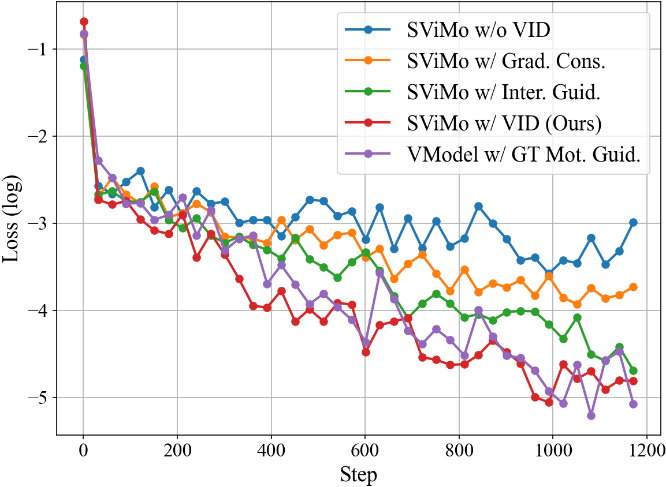 SViMo w/o VID
SViMo w/ Grad. Cons.
SViMo w/ Inter. Guid.
SViMo w/ VID (Ours)
VModel w/ GT Mot. Guid.
Loss (log)
−1
−2
−3
−4
−5
0 200 400 600 800 1000 1200
Step